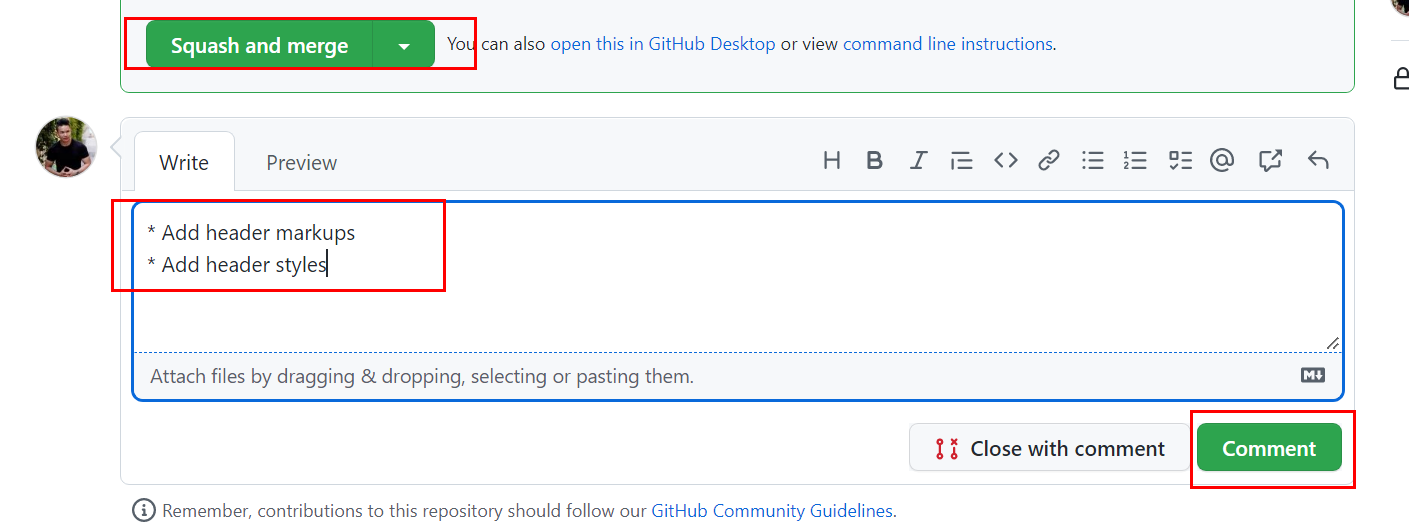 Squash and merge You can also open this in GitHub Desktop or view command line instructions.
Write Preview H B I @
* Add header markups
* Add header styles
Attach files by dragging & dropping, selecting or pasting them. M
Close with comment Comment
Remember, contributions to this repository should follow our GitHub Community Guidelines.